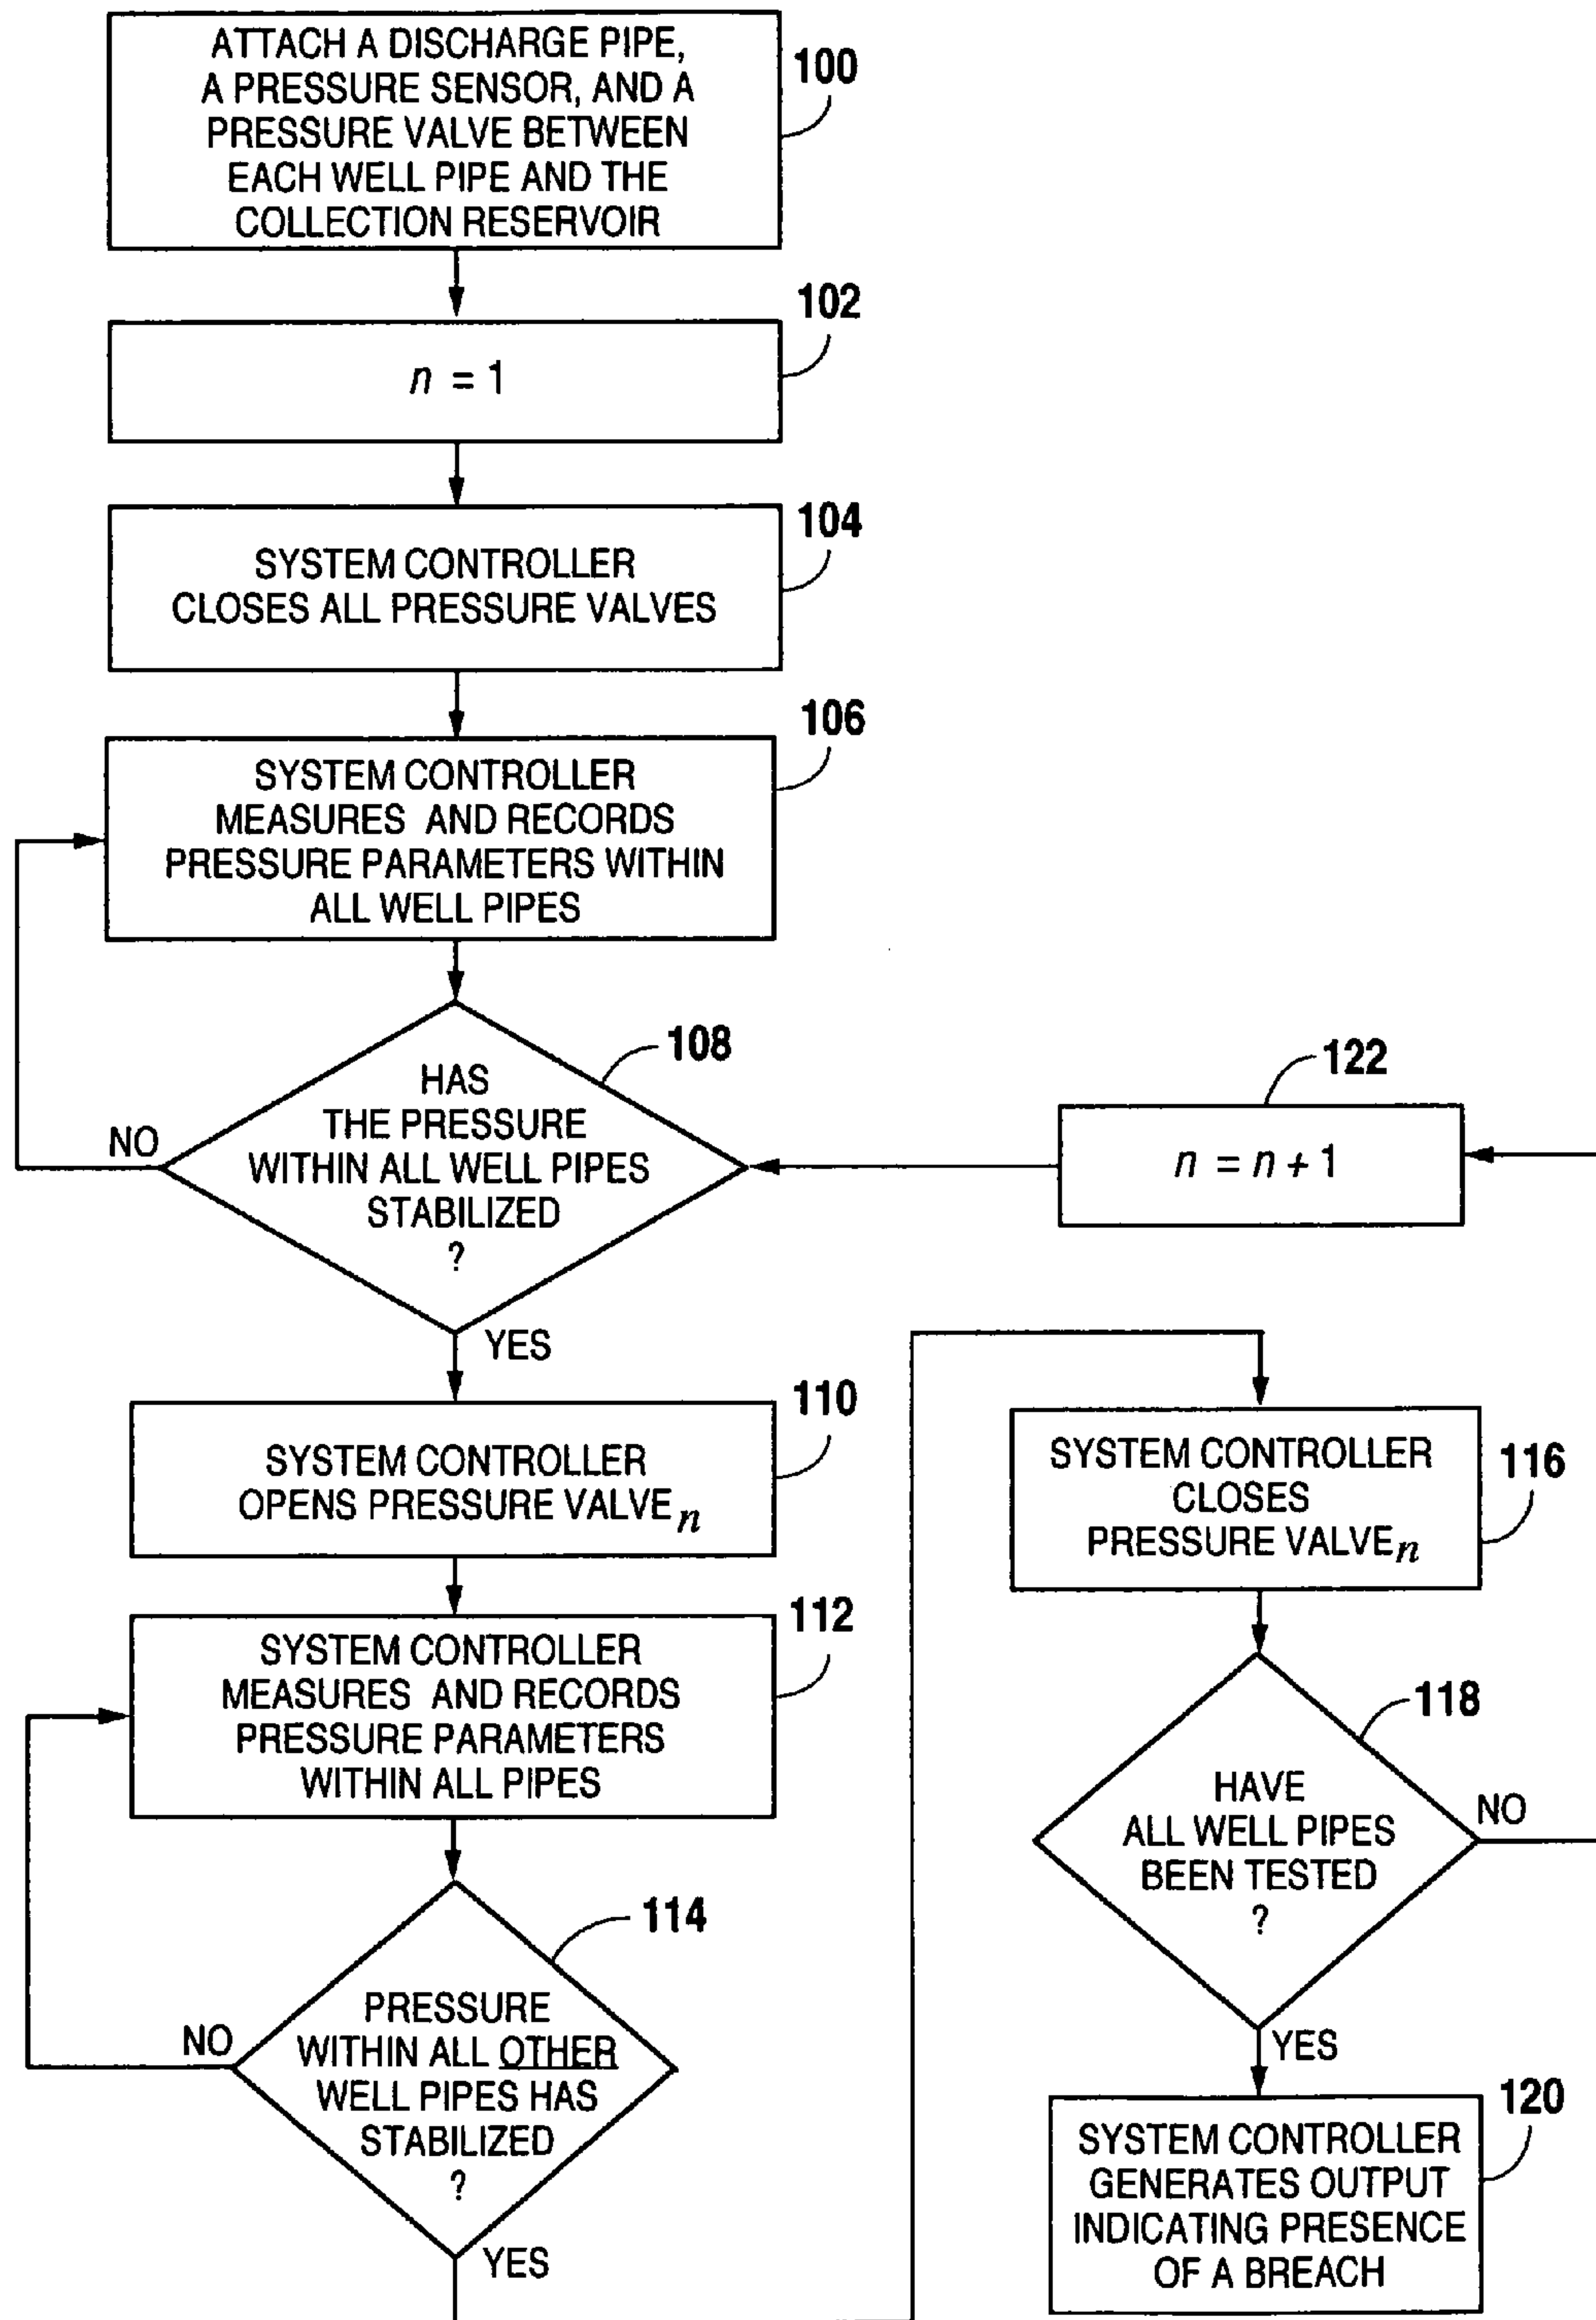 ATTACH A DISCHARGE PIPE,
A PRESSURE SENSOR, AND A
PRESSURE VALVE BETWEEN
EACH WELL PIPE AND THE
COLLECTION RESERVOIR
100
n = 1
102
SYSTEM CONTROLLER
CLOSES ALL PRESSURE VALVES
104
SYSTEM CONTROLLER
MEASURES AND RECORDS
PRESSURE PARAMETERS WITHIN
ALL WELL PIPES
106
HAS
THE PRESSURE
WITHIN ALL WELL PIPES
STABILIZED
?
108
NO
YES
SYSTEM CONTROLLER
OPENS PRESSURE VALVE n
110
SYSTEM CONTROLLER
MEASURES AND RECORDS
PRESSURE PARAMETERS
WITHIN ALL PIPES
112
PRESSURE
WITHIN ALL OTHER
WELL PIPES HAS
STABILIZED
?
114
NO
YES
SYSTEM CONTROLLER
CLOSES
PRESSURE VALVE n
116
HAVE
ALL WELL PIPES
BEEN TESTED
?
118
NO
YES
SYSTEM CONTROLLER
GENERATES OUTPUT
INDICATING PRESENCE
OF A BREACH
120
n = n + 1
122